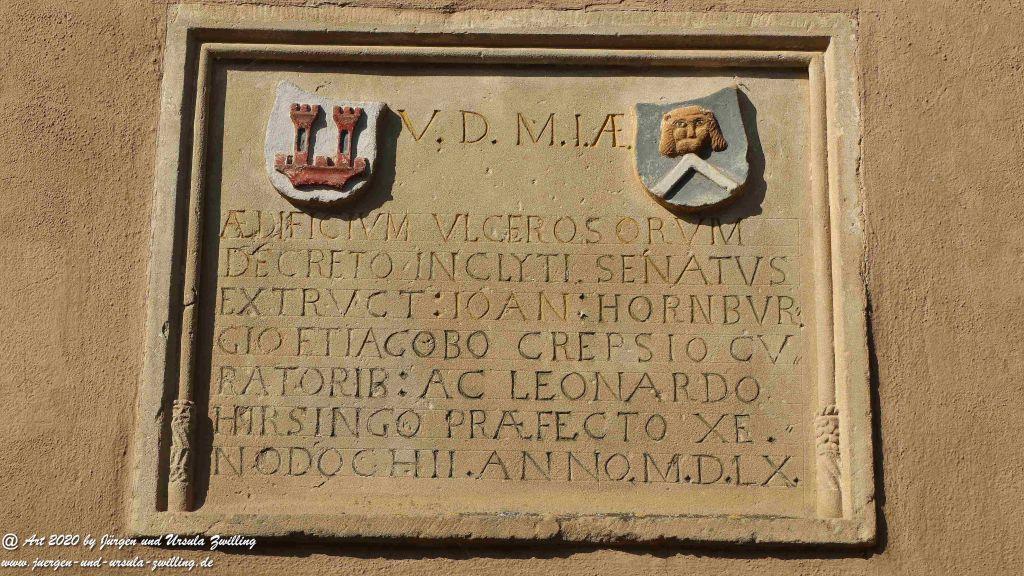 V. D. M. I. Æ.
ÆDIFICIVM VLCEROSORVM
DECRETO INCLYTI SENATVS
EXTRVCT: IOAN: HORNBVR:
GIO ET IACOBO CREPSIO CV.
RATORIB: AC LEONARDO
HIRSINGO PRÆFECTO XE.
NODOCHII. ANNO. M.D.LX.
@ Art 2020 by Jürgen und Ursula Zwilling
www.juergen-und-ursula-zwilling.de